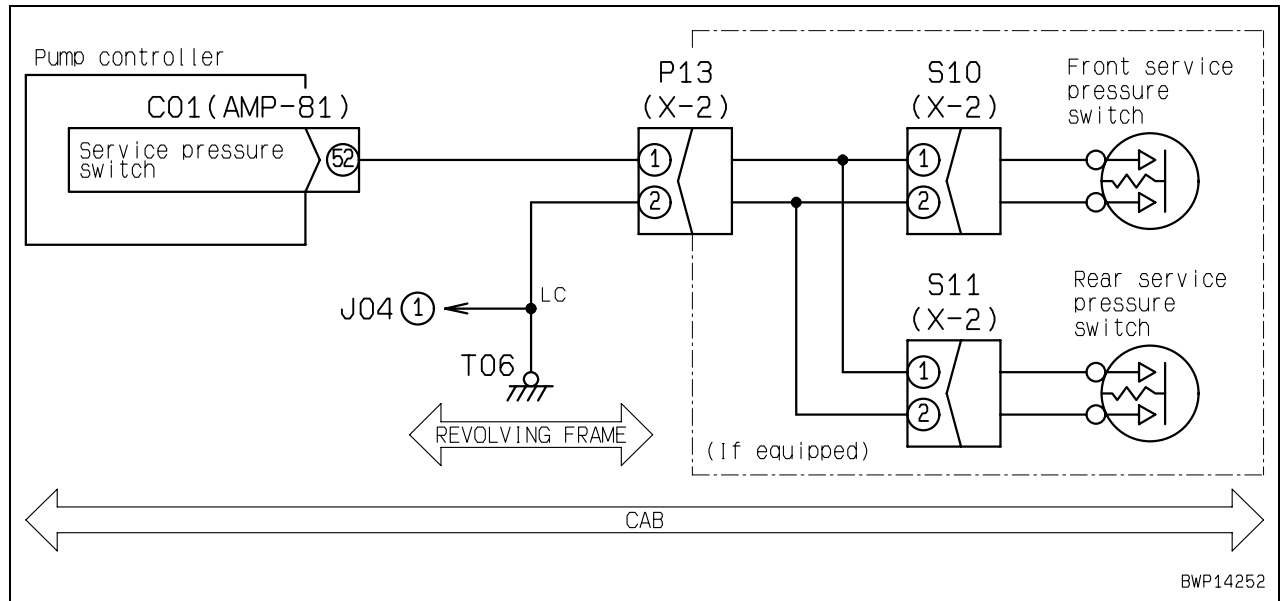 Pump controller
C01(AMP-81)
Service pressure
switch
52
P13
(X-2)
1
2
S10
(X-2)
1
2
Front service
pressure
switch
J04 1
LC
T06
REVOLVING FRAME
S11
(X-2)
1
2
Rear service
pressure
switch
(If equipped)
CAB
BWP14252